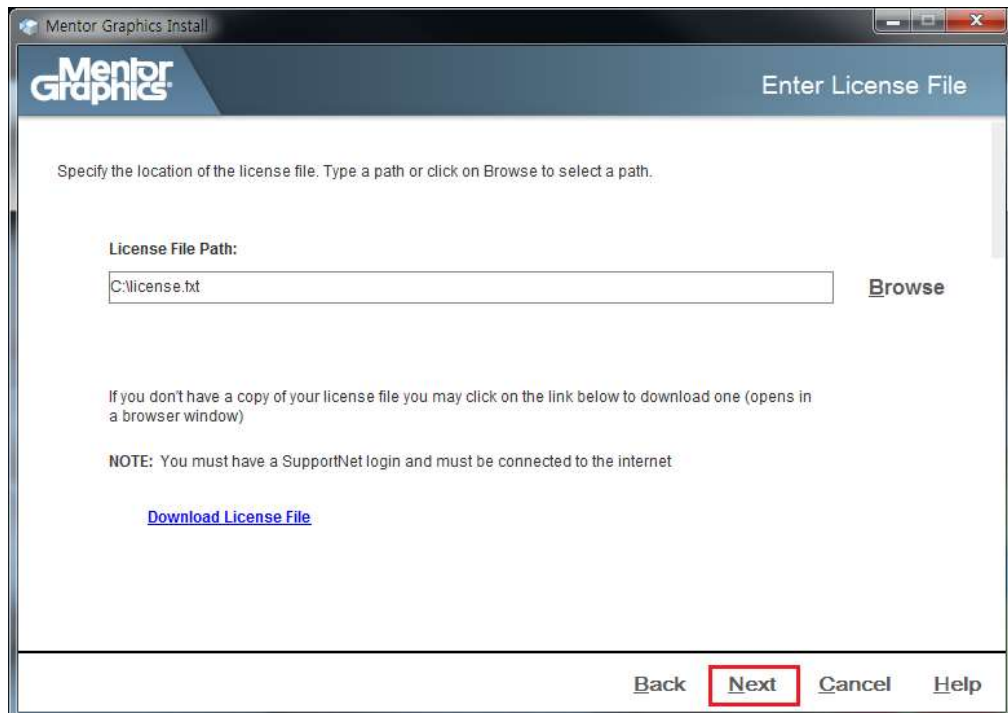 Mentor Graphics Install
Mentor
Graphics®
Enter License File
Specify the location of the license file. Type a path or click on Browse to select a path.
License File Path:
C:\license.txt
Browse
If you don't have a copy of your license file you may click on the link below to download one (opens in
a browser window)
NOTE: You must have a SupportNet login and must be connected to the internet
Download License File
Back Next Cancel Help